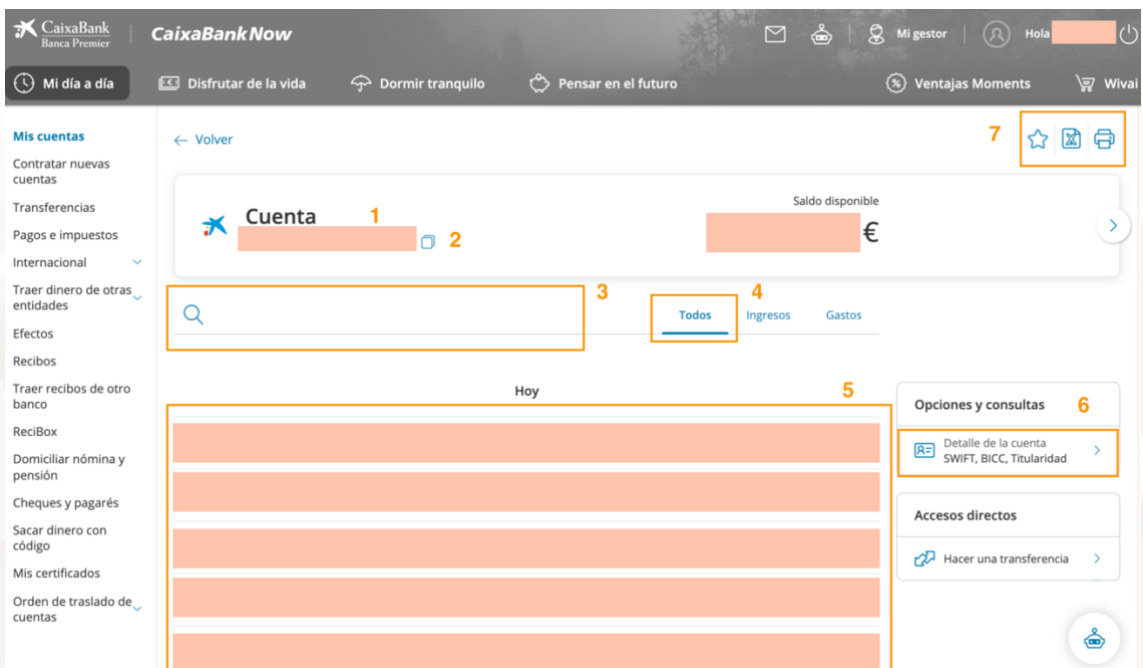 CaixaBank
Banca Premier
CaixaBankNow
Mi gestor
Hola
Mi día a día
Disfrutar de la vida
Dormir tranquilo
Pensar en el futuro
Ventajas Moments
Wivai
Mis cuentas
Contratar nuevas
cuentas
Transferencias
Pagos e impuestos
Internacional
Traer dinero de otras
entidades
Efectos
Recibos
Traer recibos de otro
banco
ReciBox
Domiciliar nómina y
pensión
Cheques y pagarés
Sacar dinero con
código
Mis certificados
Orden de traslado de
cuentas
← Volver
7
Cuenta 1
2
Saldo disponible
€
3
4
Todos Ingresos Gastos
Hoy
5
Opciones y consultas 6
Detalle de la cuenta
SWIFT, BICC, Titularidad
Accesos directos
Hacer una transferencia